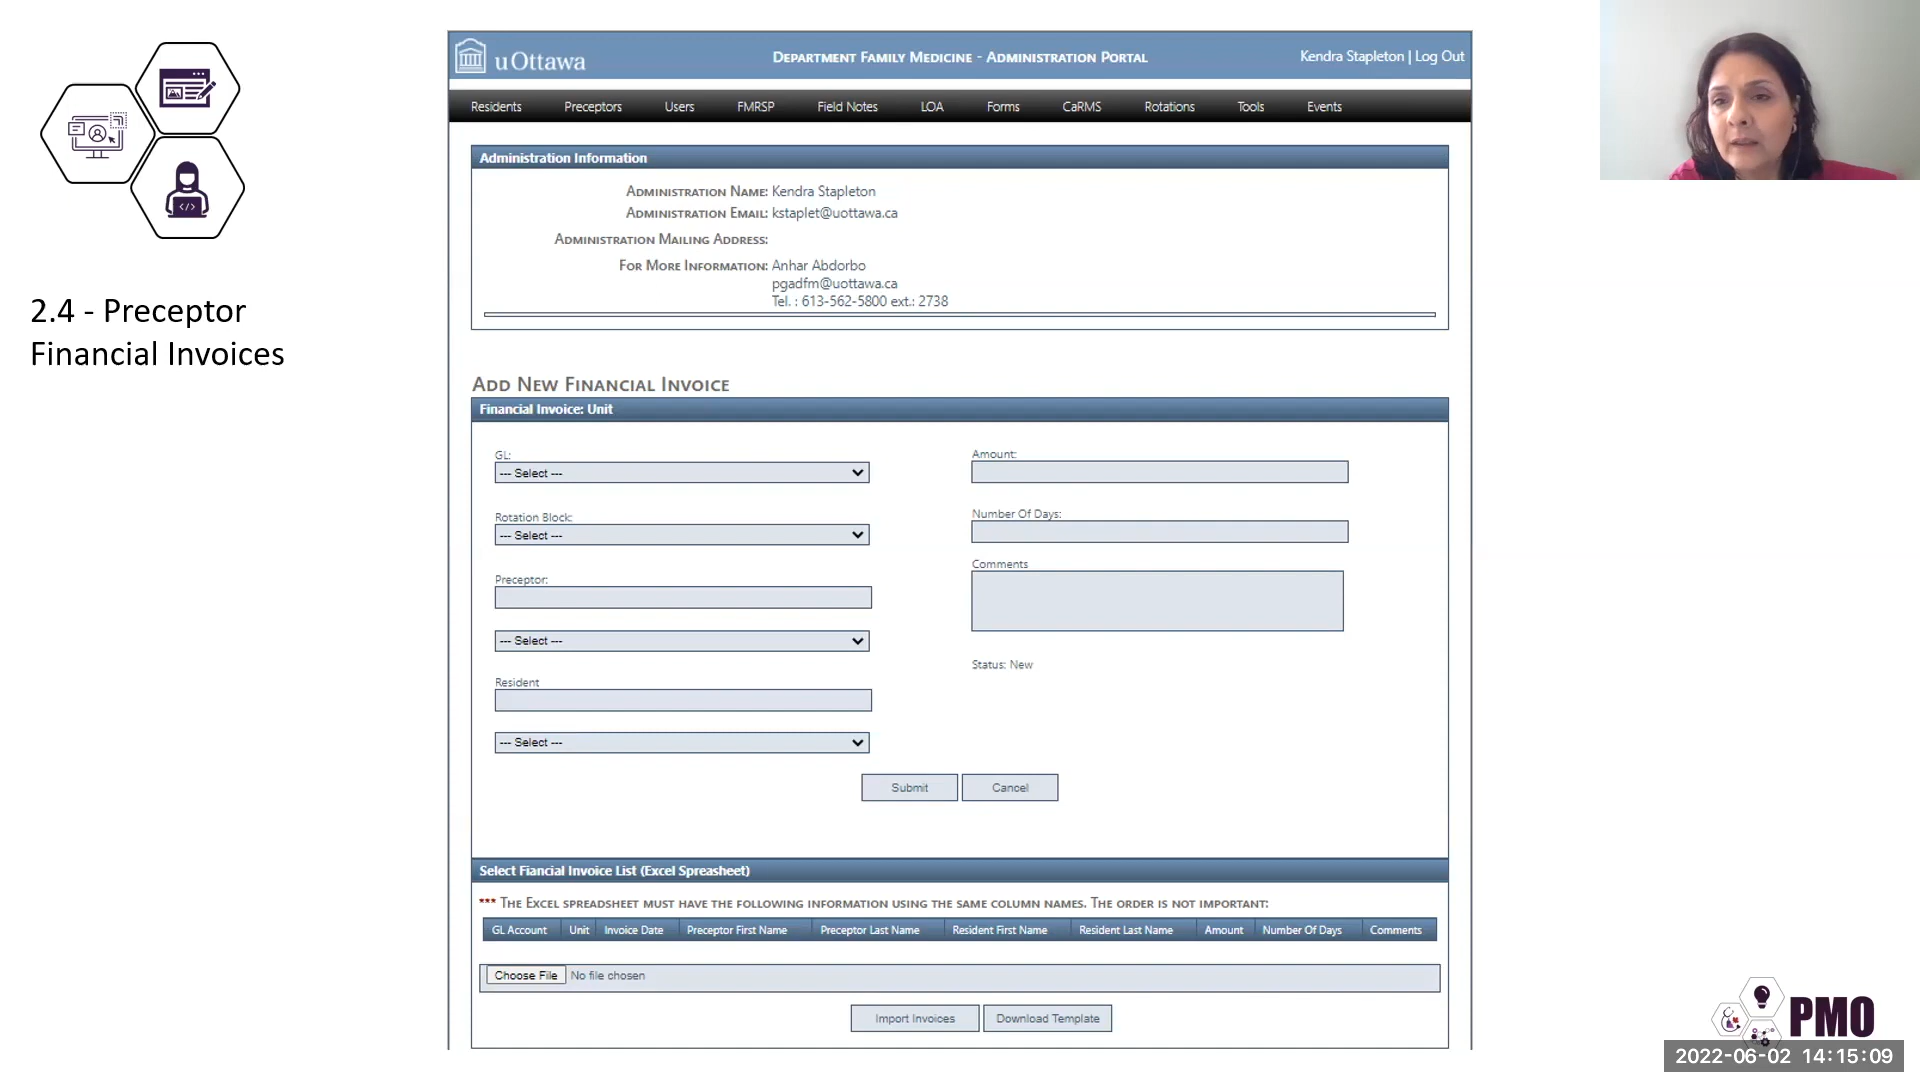 uOttawa
Department Family Medicine - Administration Portal
Kendra Stapleton | Log Out
Residents Preceptors Users FMRSP Field Notes LOA Forms CaRMS Rotations Tools Events
Administration Information
Administration Name: Kendra Stapleton
Administration Email: kstaplet@uottawa.ca
Administration Mailing Address:
For More Information: Anhar Abdorbo
pgadfm@uottawa.ca
Tel. : 613-562-5800 ext.: 2738
2.4 - Preceptor
Financial Invoices
Add New Financial Invoice
Financial Invoice: Unit
GL:
--- Select ---
Rotation Block:
--- Select ---
Preceptor:
--- Select ---
Resident
--- Select ---
Amount:
Number Of Days:
Comments
Status: New
Submit Cancel
Select Fiancial Invoice List (Excel Spreasheet)
*** The Excel spreadsheet must have the following information using the same column names. The order is not important:
GL Account Unit Invoice Date Preceptor First Name Preceptor Last Name Resident First Name Resident Last Name Amount Number Of Days Comments
Choose File No file chosen
Import Invoices Download Template
PMO
2022-06-02 14:15:09